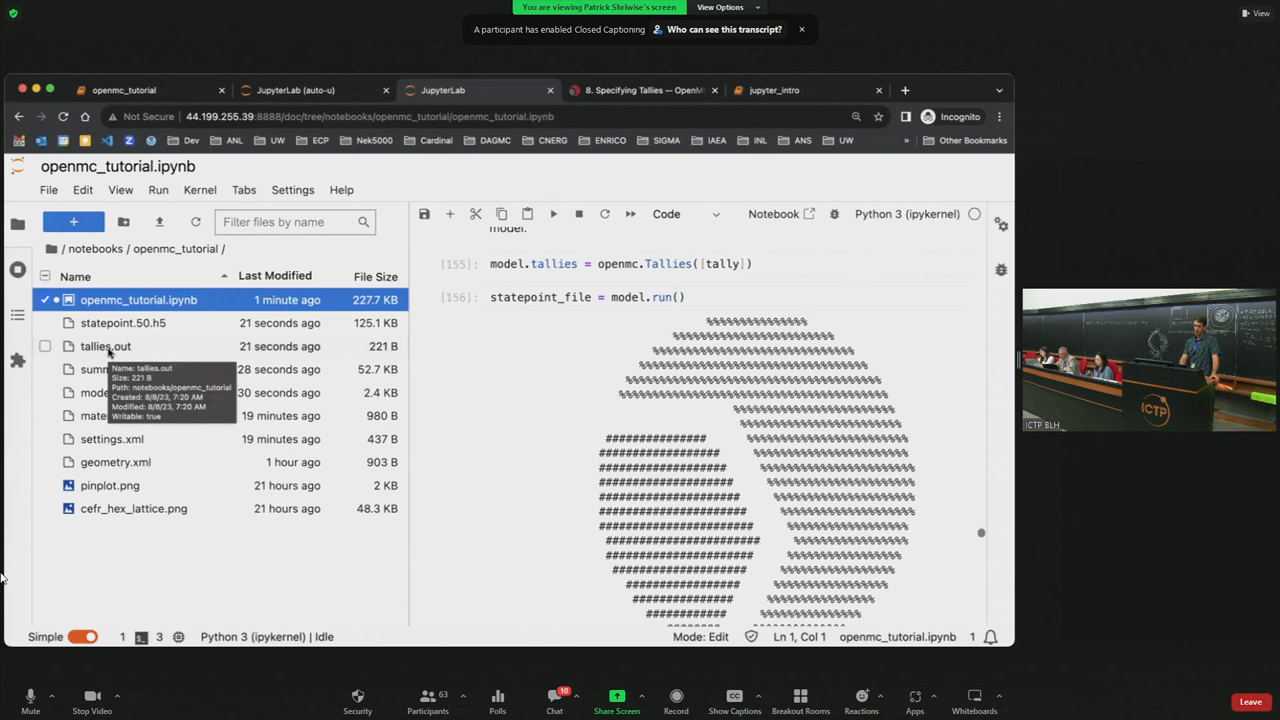 You are viewing Patrick Shriwise's screen View Options
View
A participant has enabled Closed Captioning Who can see this transcript?
openmc_tutorial JupyterLab (auto-u) JupyterLab 8. Specifying Tallies — OpenM jupyter_intro
Not Secure 44.199.255.39:8888/doc/tree/notebooks/openmc_tutorial/openmc_tutorial.ipynb Incognito
Dev ANL UW ECP Nek5000 Cardinal DAGMC CNERG ENRICO SIGMA IAEA INL ANS UW » Other Bookmarks
openmc_tutorial.ipynb
File Edit View Run Kernel Tabs Settings Help
Filter files by name
Code Notebook Python 3 (ipykernel)
/ notebooks / openmc_tutorial /
model.
Name Last Modified File Size
[155]: model.tallies = openmc.Tallies([tally])
openmc_tutorial.ipynb 1 minute ago 227.7 KB
[156]: statepoint_file = model.run()
statepoint.50.h5 21 seconds ago 125.1 KB
tallies.out 21 seconds ago 221 B
sum 28 seconds ago 52.7 KB
mode 30 seconds ago 2.4 KB
mate 19 minutes ago 980 B
Name: tallies.out
Size: 221 B
Path: notebooks/openmc_tutorial
Created: 8/8/23, 7:20 AM
Modified: 8/8/23, 7:20 AM
Writable: true
settings.xml 19 minutes ago 437 B
geometry.xml 1 hour ago 903 B
pinplot.png 21 hours ago 2 KB
cefr_hex_lattice.png 21 hours ago 48.3 KB
ICTP
ICTP BLH
Simple 1 3 Python 3 (ipykernel) | Idle Mode: Edit Ln 1, Col 1 openmc_tutorial.ipynb 1
63
10
Mute Stop Video Security Participants Polls Chat Share Screen Record Show Captions Breakout Rooms Reactions Apps Whiteboards Leave